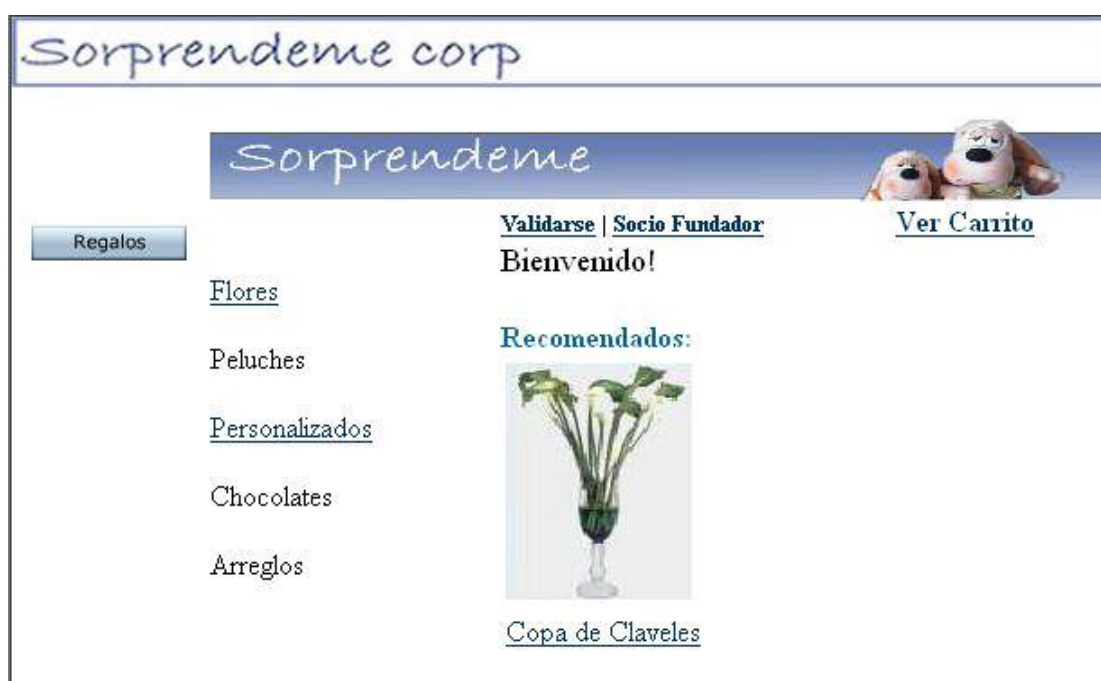 Sorprendeme corp
Sorprendeme
Validarse | Socio Fundador
Ver Carrito
Regalos
Bienvenido!
Flores
Recomendados:
Peluches
Personalizados
Chocolates
Arreglos
Copa de Claveles